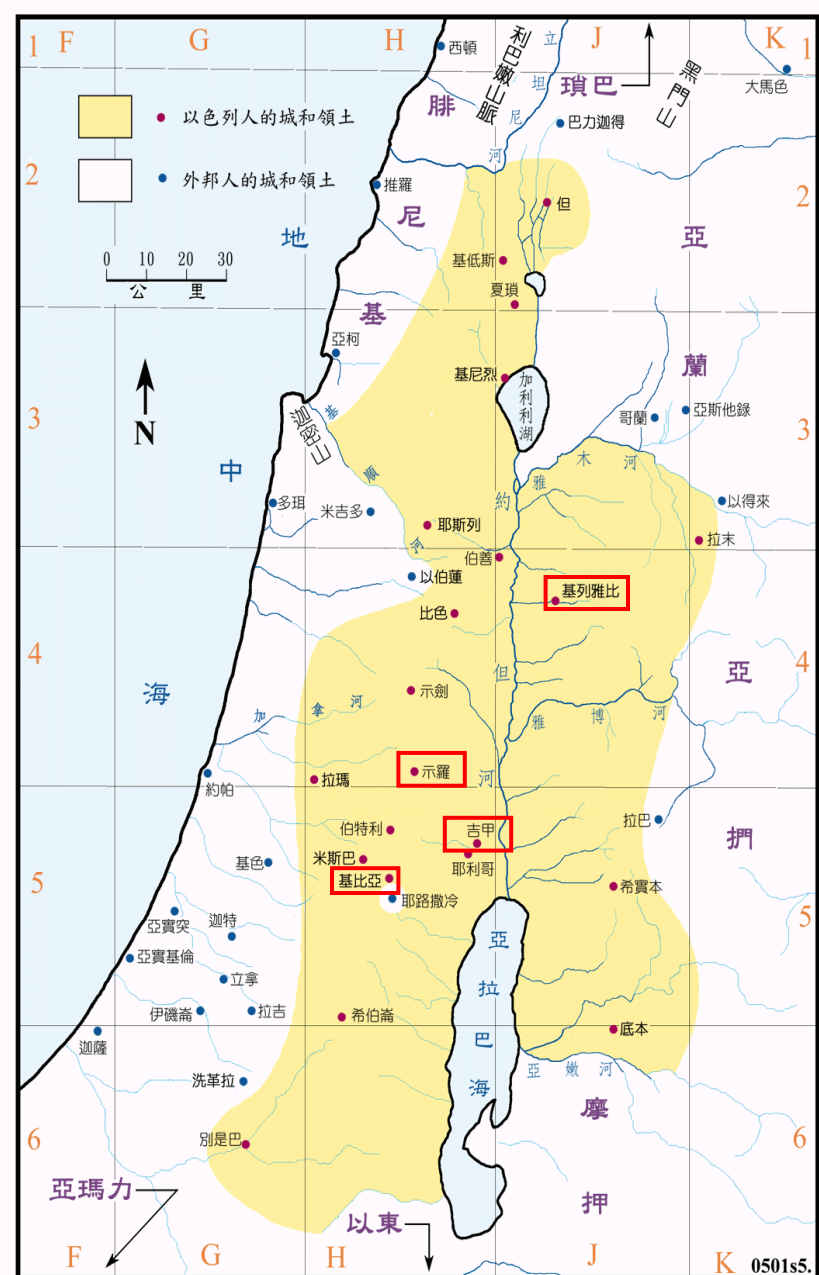 F G H J K
1 1
西頓
利巴嫩山脈
立坦尼河
瑣巴
黑門山
大馬色
腓尼基
巴力迦得
以色列人的城和領土
外邦人的城和領土
2 2
推羅
但
地中海
亞蘭
0 10 20 30
公里
基低斯
夏瑣
亞柯
基尼烈
加利利湖
N
3 3
迦密山
基順河
哥蘭
亞斯他錄
雅木河
約但河
多珥
米吉多
耶斯列
以得來
拉末
伯善
以伯蓮
基列雅比
比色
4 4
亞捫
示劍
加拿河
雅博河
示羅
約帕
拉瑪
伯特利
吉甲
拉巴
米斯巴
耶利哥
基色
基比亞
希實本
5 5
耶路撒冷
亞實突
迦特
亞拉巴海
亞實基倫
立拿
伊磯崙
拉吉
希伯崙
迦薩
底本
洗革拉
亞嫩河
摩押
別是巴
6 6
亞瑪力
以東
F G H J K
0501s5.